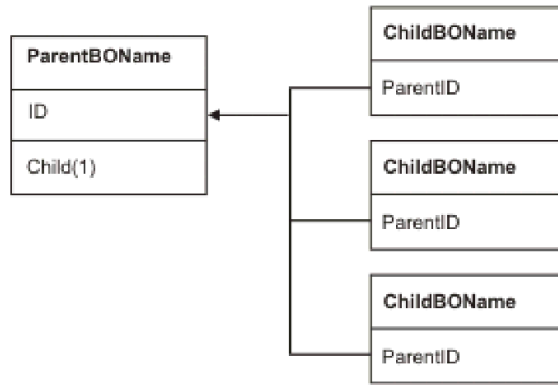 ParentBOName
ID
Child(1)
ChildBOName
ParentID
ChildBOName
ParentID
ChildBOName
ParentID